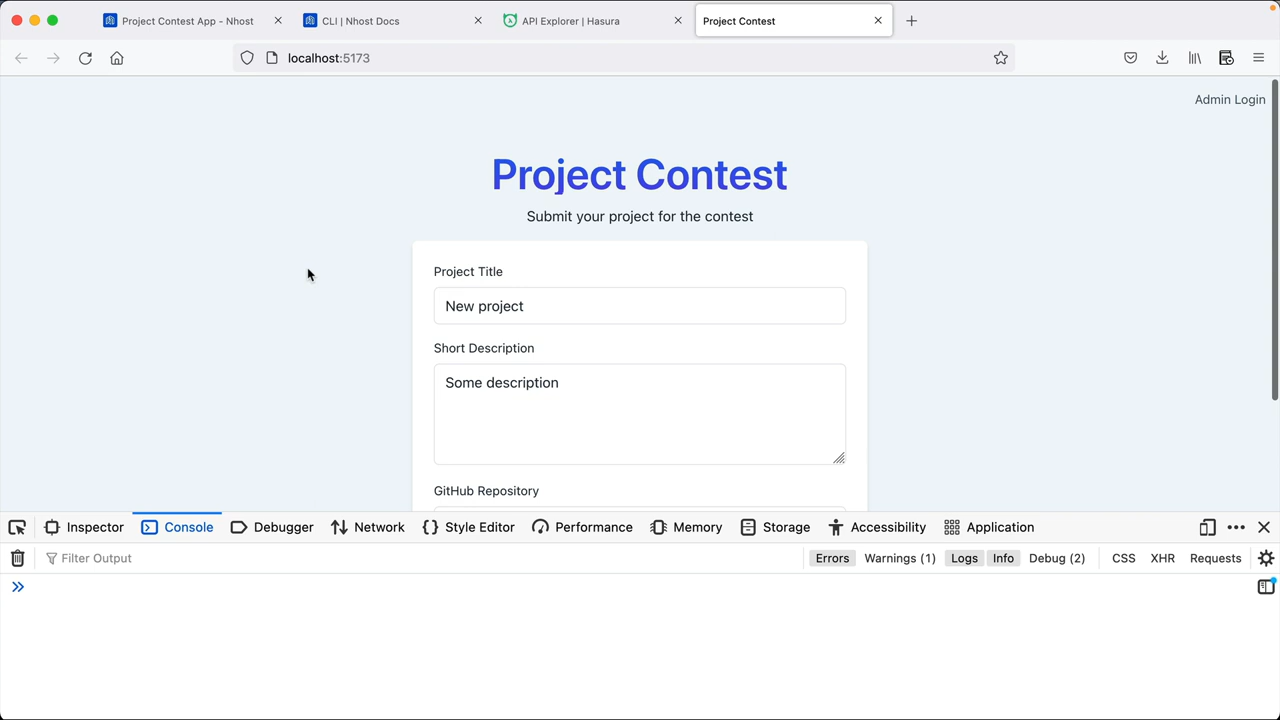 Project Contest App - Nhost
CLI | Nhost Docs
API Explorer | Hasura
Project Contest
localhost:5173
Admin Login
Project Contest
Submit your project for the contest
Project Title
New project
Short Description
Some description
GitHub Repository
Inspector
Console
Debugger
Network
Style Editor
Performance
Memory
Storage
Accessibility
Application
Filter Output
Errors
Warnings (1)
Logs
Info
Debug (2)
CSS
XHR
Requests